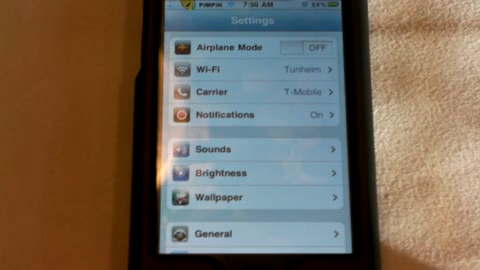 PIMPIN 7:50 AM 84%
Settings
Airplane Mode OFF
Wi-Fi Tunheim
Carrier T-Mobile
Notifications On
Sounds
Brightness
Wallpaper
General